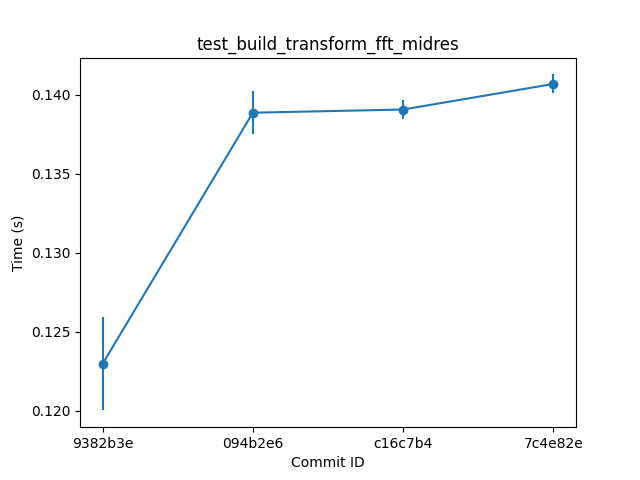 test_build_transform_fft_midres
Time (s)
0.140
0.135
0.130
0.125
0.120
9382b3e
094b2e6
c16c7b4
7c4e82e
Commit ID